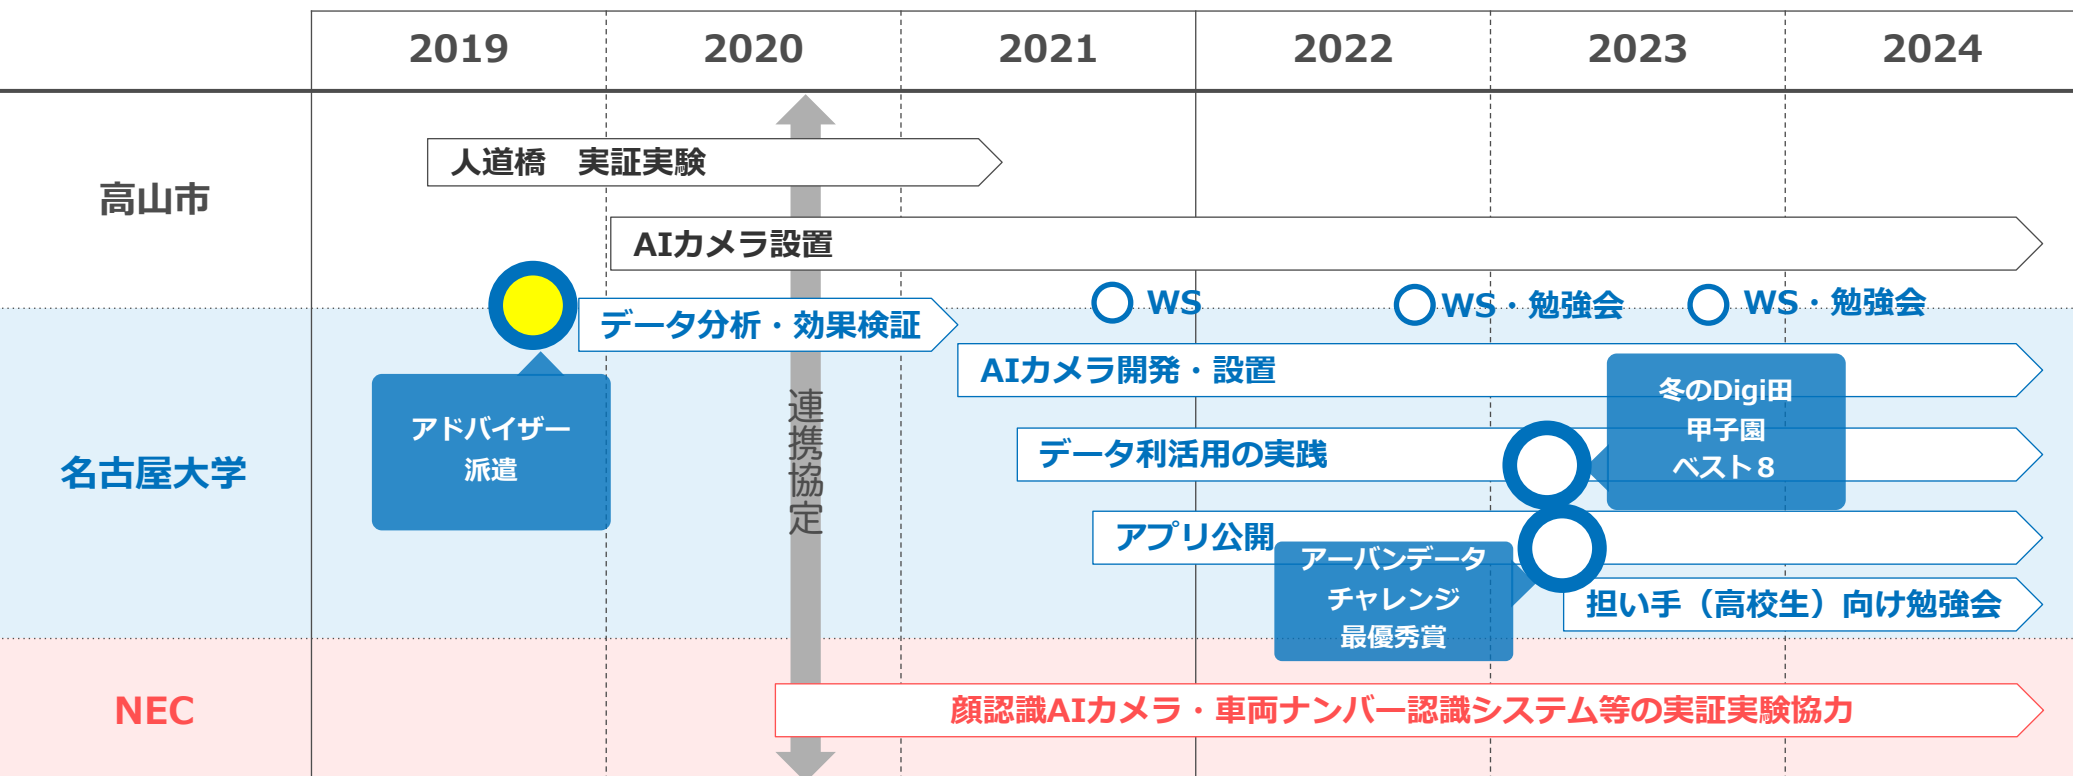 2019
2020
2021
2022
2023
2024
高山市
人道橋　実証実験
AIカメラ設置
WS
WS・勉強会
WS・勉強会
名古屋大学
データ分析・効果検証
AIカメラ開発・設置
アドバイザー
派遣
連携協定
冬のDigi田
甲子園
ベスト８
データ利活用の実践
アプリ公開
アーバンデータ
チャレンジ
最優秀賞
担い手（高校生）向け勉強会
NEC
顔認識AIカメラ・車両ナンバー認識システム等の実証実験協力